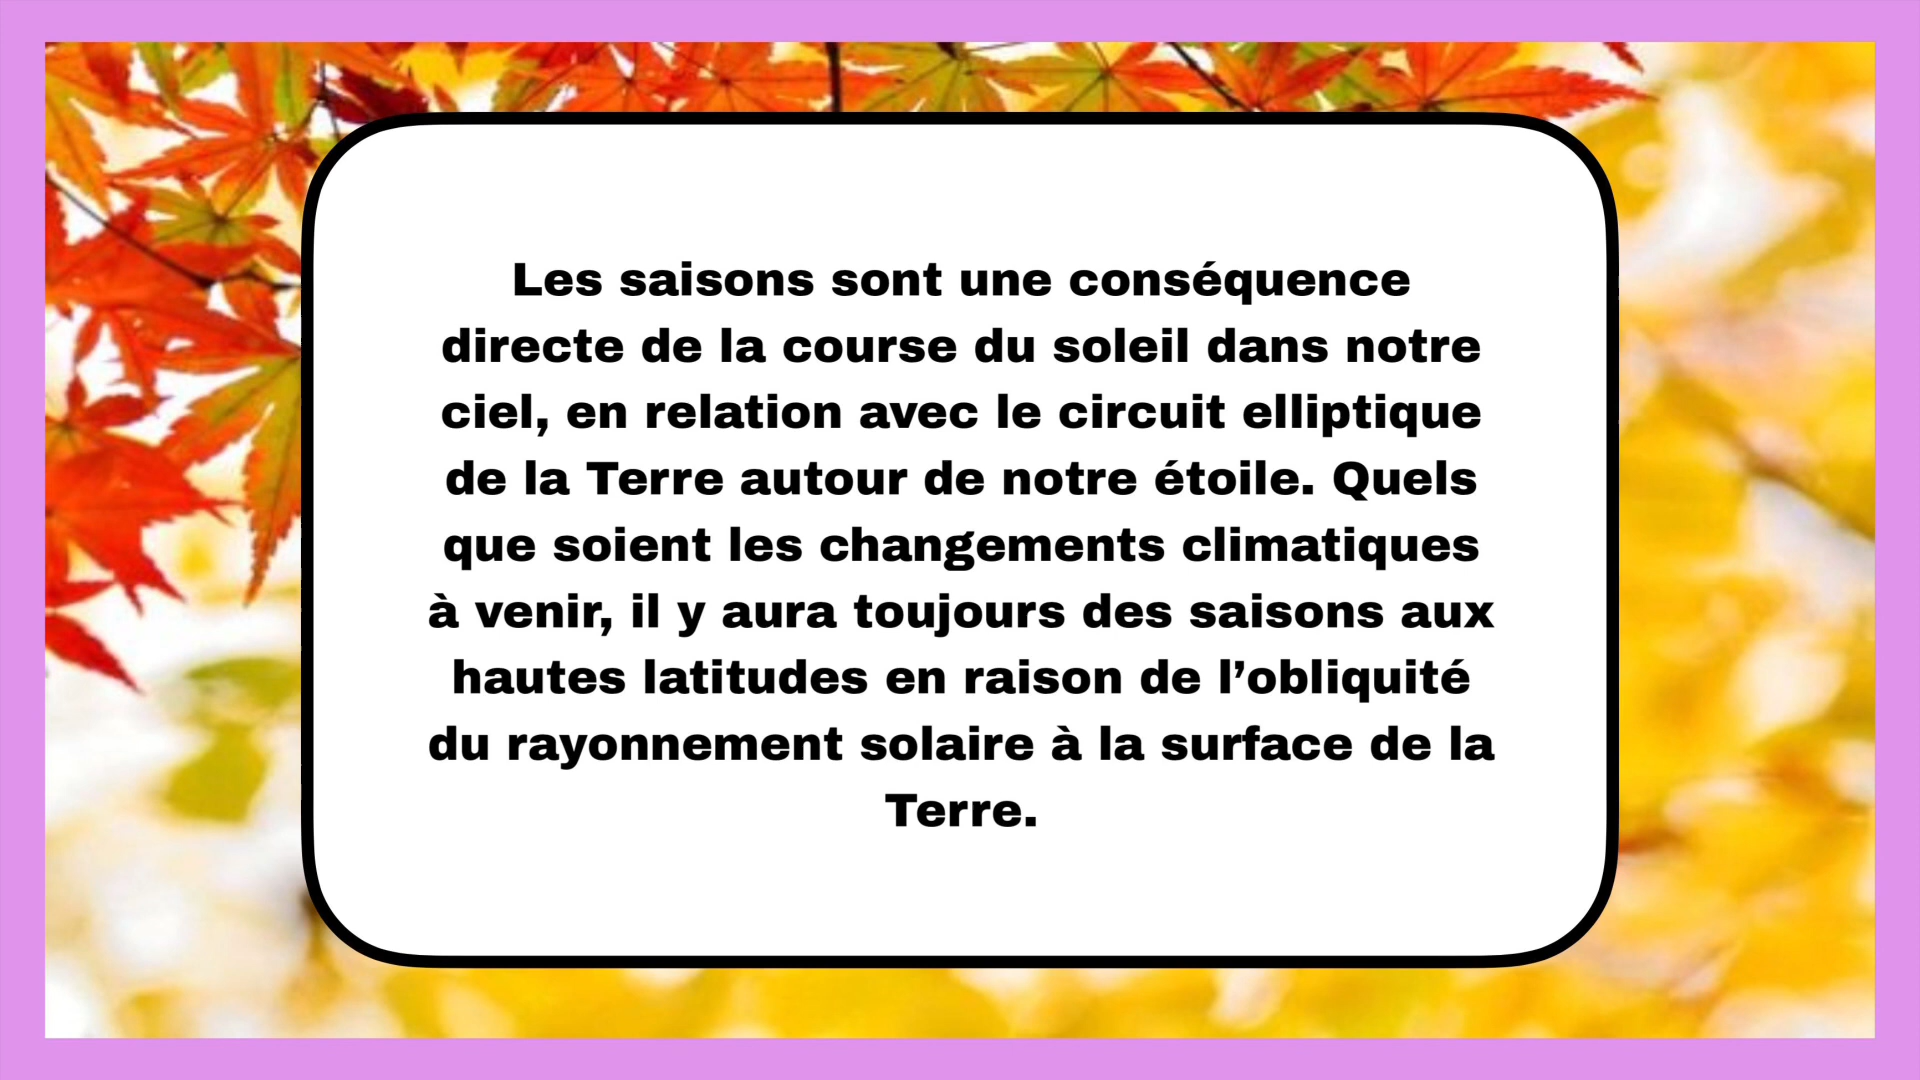 Les saisons sont une conséquence
directe de la course du soleil dans notre
ciel, en relation avec le circuit elliptique
de la Terre autour de notre étoile. Quels
que soient les changements climatiques
à venir, il y aura toujours des saisons aux
hautes latitudes en raison de l’obliquité
du rayonnement solaire à la surface de la
Terre.